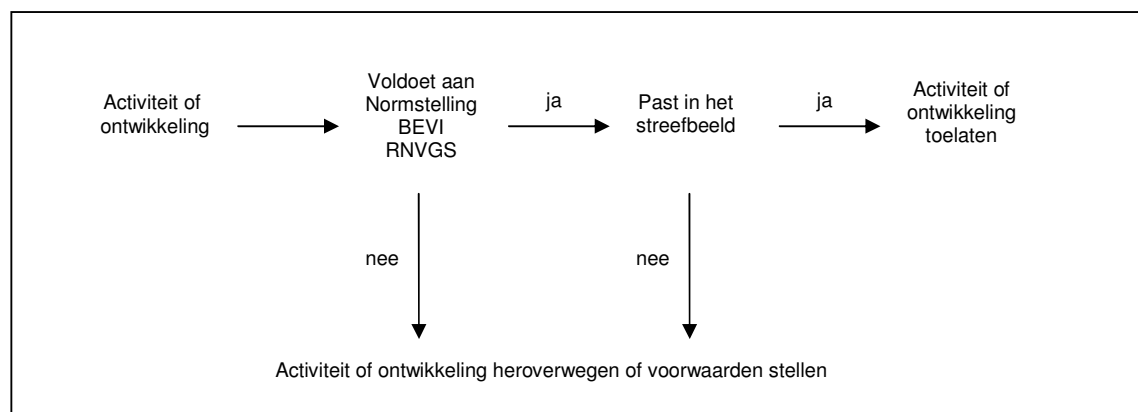 Activiteit of
ontwikkeling
Voldoet aan
Normstelling
BEVI
RNVGS
ja
Past in het
streefbeeld
ja
Activiteit of
ontwikkeling
toelaten
nee
nee
Activiteit of ontwikkeling heroverwegen of voorwaarden stellen